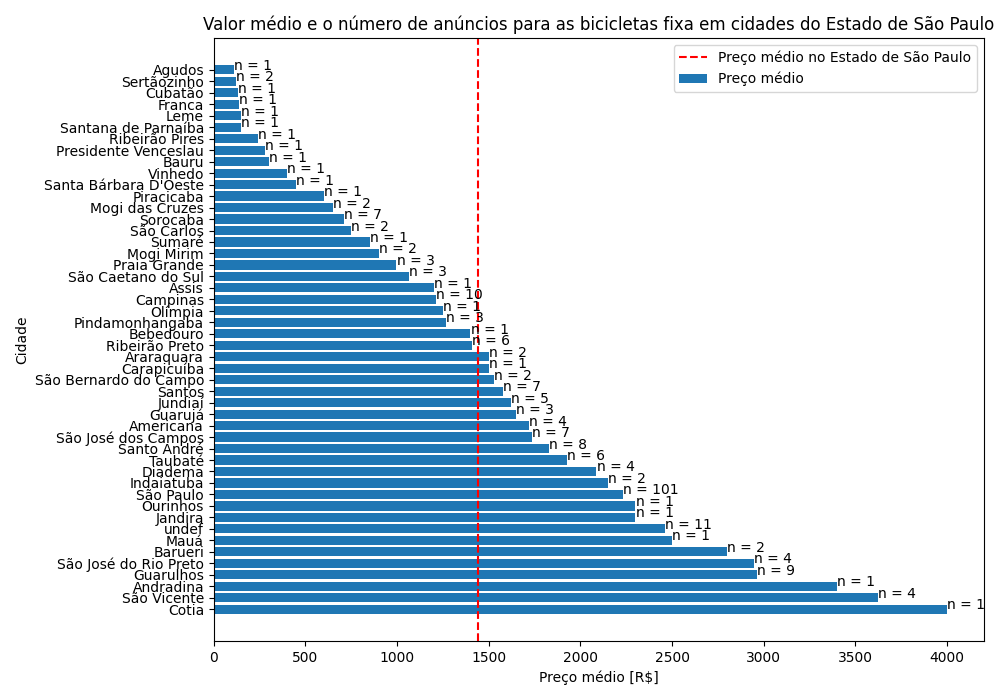 Valor médio e o número de anúncios para as bicicletas fixa em cidades do Estado de São Paulo
Preço médio no Estado de São Paulo
Preço médio
Agudos n = 1
Sertãozinho n = 2
Cubatão n = 1
Franca n = 1
Leme n = 1
Santana de Parnaíba n = 1
Ribeirão Pires n = 1
Presidente Venceslau n = 1
Bauru n = 1
Vinhedo n = 1
Santa Bárbara D'Oeste n = 1
Piracicaba n = 1
Mogi das Cruzes n = 2
Sorocaba n = 7
São Carlos n = 2
Sumaré n = 1
Mogi Mirim n = 2
Praia Grande n = 3
São Caetano do Sul n = 3
Assis n = 1
Campinas n = 10
Olímpia n = 1
Pindamonhangaba n = 3
Bebedouro n = 1
Ribeirão Preto n = 6
Araraquara n = 2
Carapicuíba n = 1
São Bernardo do Campo n = 2
Santos n = 7
Jundiaí n = 5
Guarujá n = 3
Americana n = 4
São José dos Campos n = 7
Santo André n = 8
Taubaté n = 6
Diadema n = 4
Indaiatuba n = 2
São Paulo n = 101
Ourinhos n = 1
Jandira n = 1
undef n = 11
Mauá n = 1
Barueri n = 2
São José do Rio Preto n = 4
Guarulhos n = 9
Andradina n = 1
São Vicente n = 4
Cotia n = 1
Cidade
0 500 1000 1500 2000 2500 3000 3500 4000
Preço médio [R$]